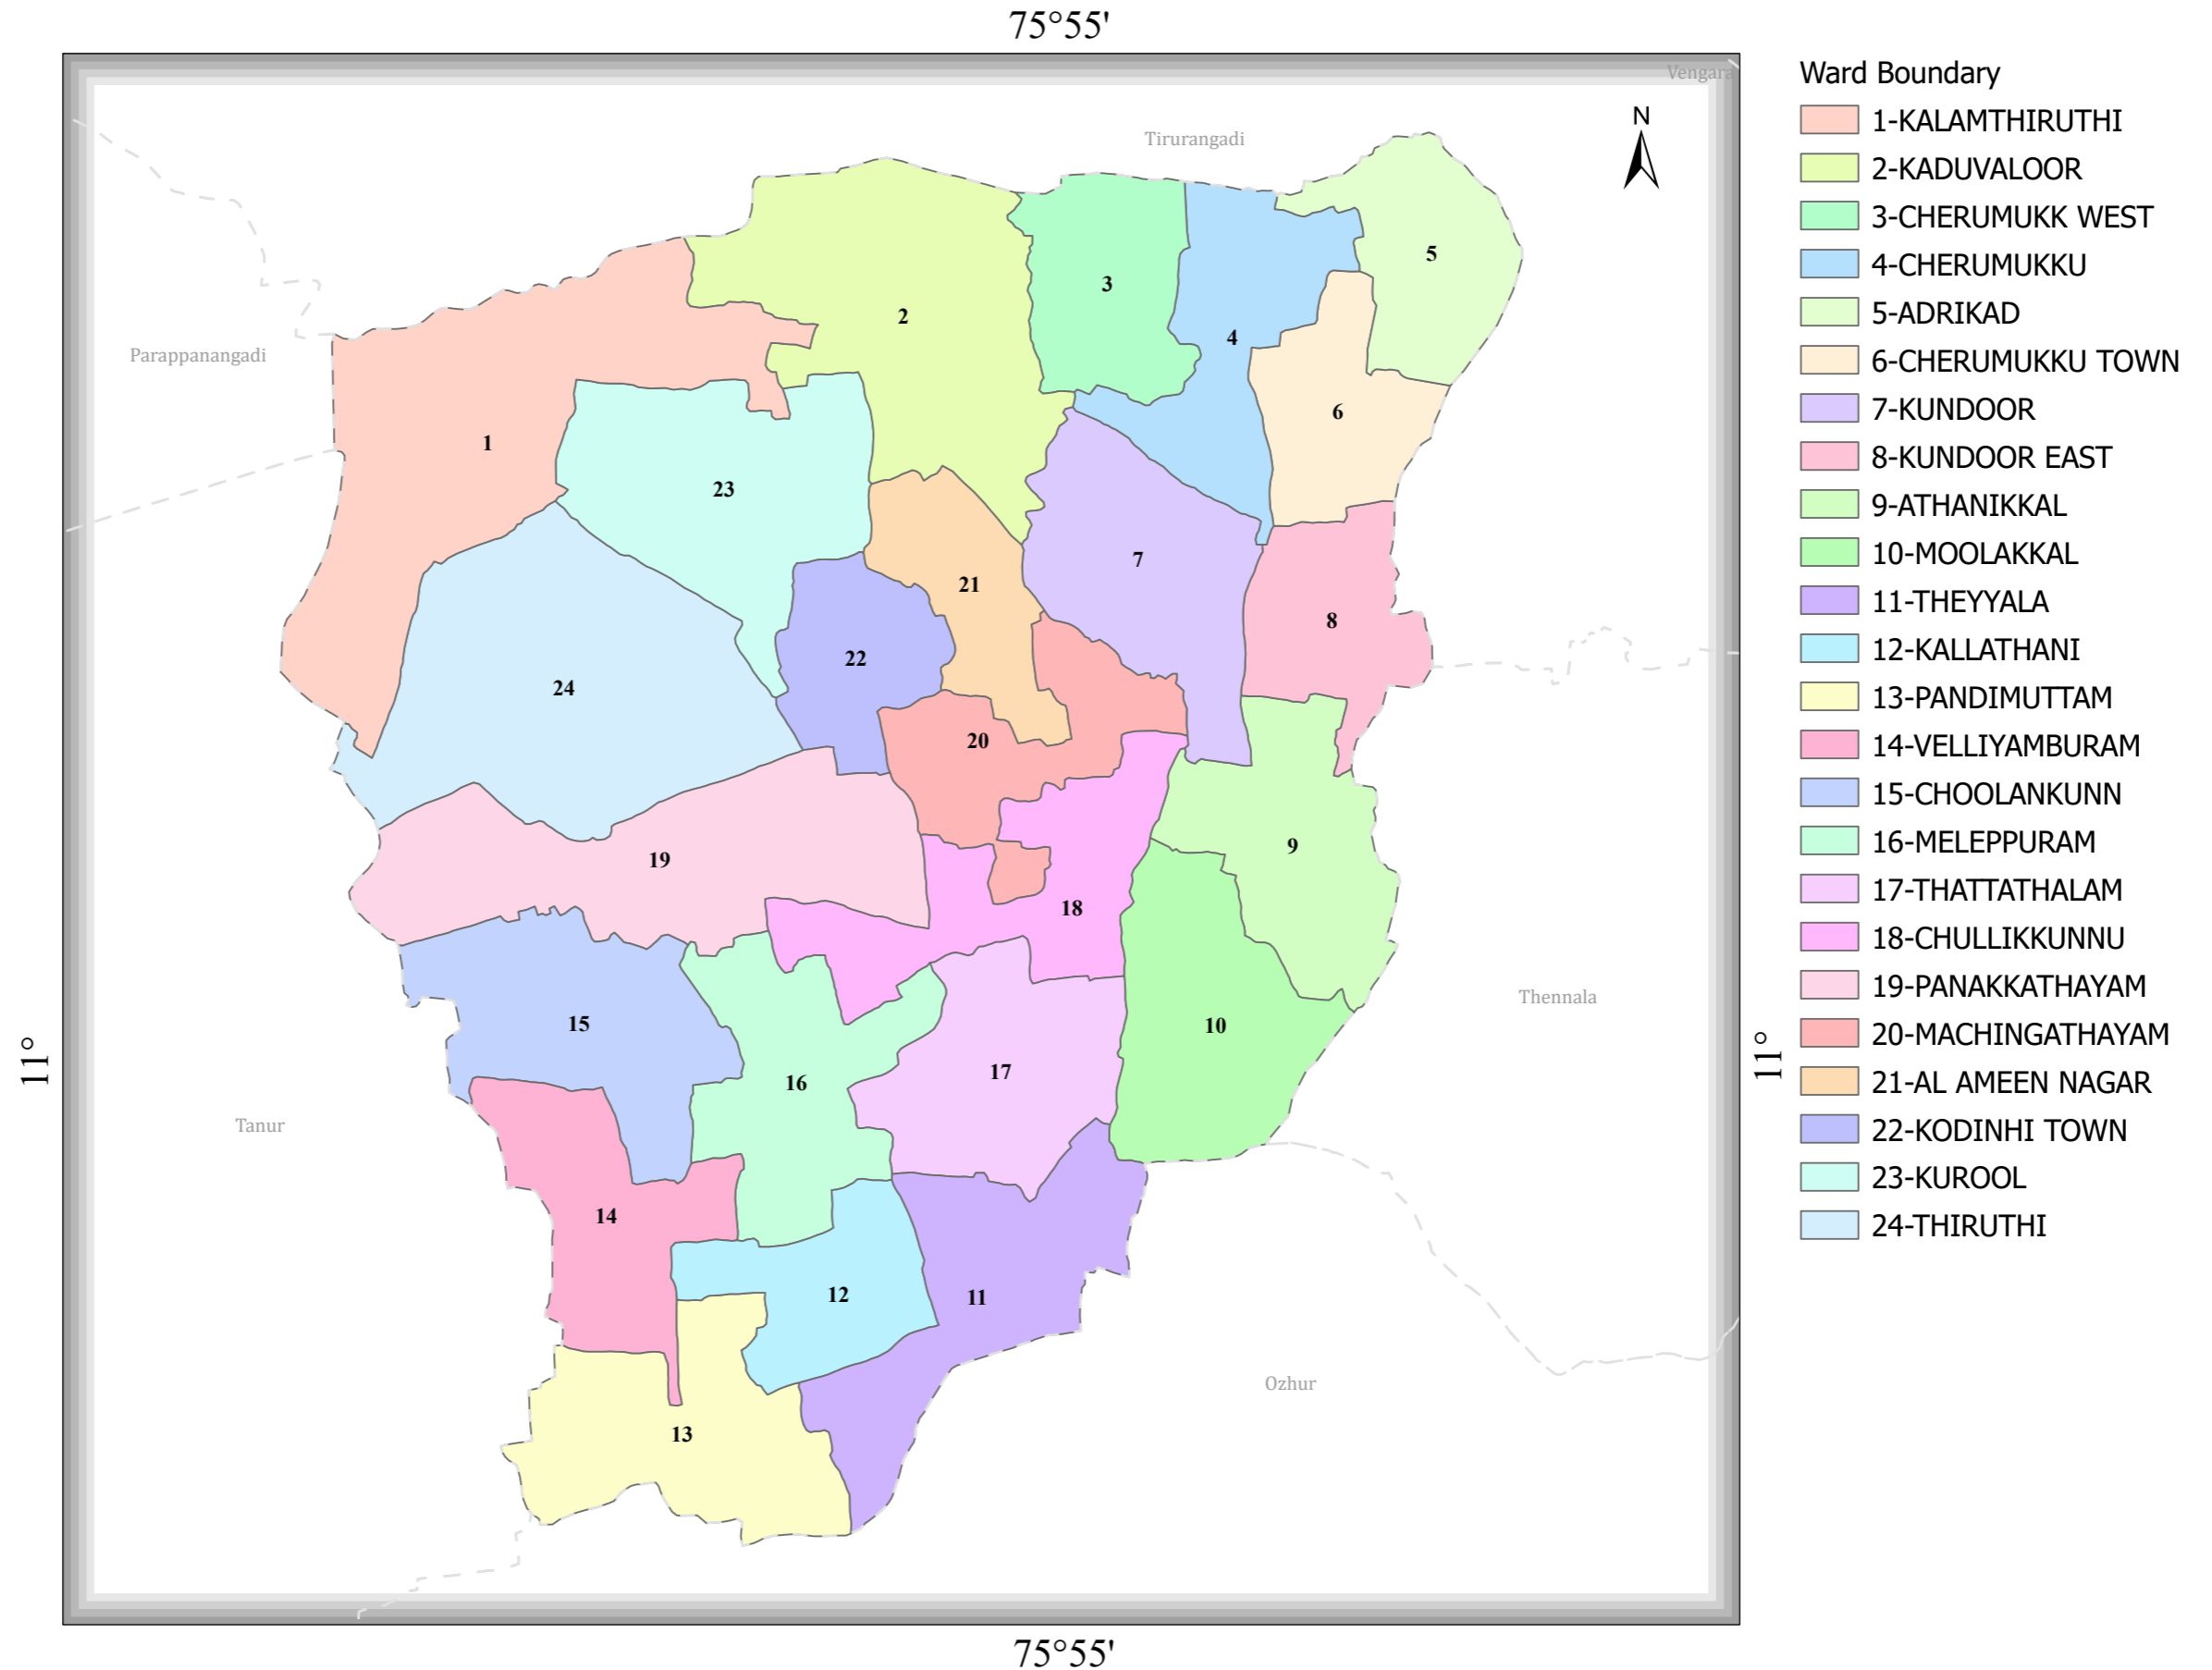 75°55'
Vengara
Tirurangadi
N
Parappanangadi
Tanur
Thennala
Ozhur
11°
11°
75°55'
1
2
3
4
5
6
7
8
9
10
11
12
13
14
15
16
17
18
19
20
21
22
23
24
Ward Boundary
1-KALAMTHIRUTHI
2-KADUVALOOR
3-CHERUMUKK WEST
4-CHERUMUKKU
5-ADRIKAD
6-CHERUMUKKU TOWN
7-KUNDOOR
8-KUNDOOR EAST
9-ATHANIKKAL
10-MOOLAKKAL
11-THEYYALA
12-KALLATHANI
13-PANDIMUTTAM
14-VELLIYAMBURAM
15-CHOOLANKUNN
16-MELEPPURAM
17-THATTATHALAM
18-CHULLIKKUNNU
19-PANAKKATHAYAM
20-MACHINGATHAYAM
21-AL AMEEN NAGAR
22-KODINHI TOWN
23-KUROOL
24-THIRUTHI